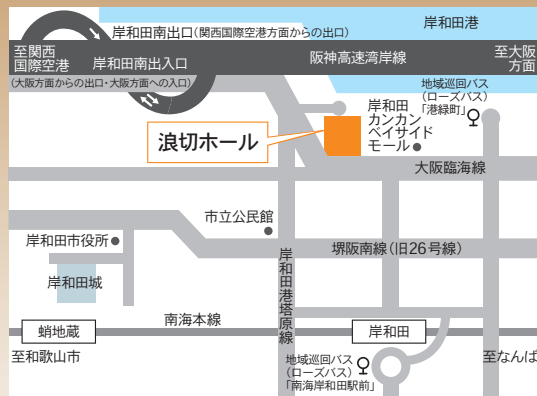 岸和田南出口(関西国際空港方面からの出口)
岸和田港
至関西
国際空港
岸和田南出入口
阪神高速湾岸線
至大阪
方面
(大阪方面からの出口・大阪方面への入口)
地域巡回バス
(ローズバス)
「港緑町」
岸和田
カンカン
ベイサイド
モール
浪切ホール
大阪臨海線
市立公民館
岸和田市役所
堺阪南線(旧26号線)
岸和田港塔原線
岸和田城
南海本線
蛸地蔵
岸和田
至和歌山市
至なんば
地域巡回バス
(ローズバス)
「南海岸和田駅前」